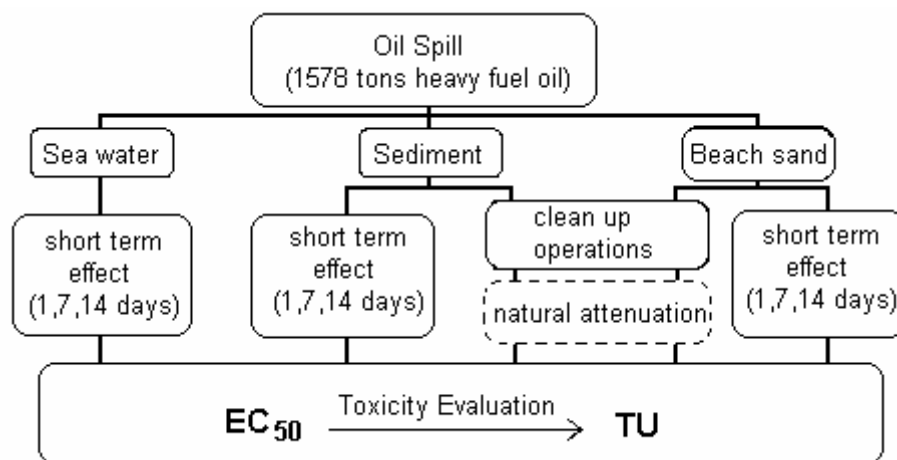 Oil Spill
(1578 tons heavy fuel oil)
Sea water
Sediment
Beach sand
short term
effect
(1,7,14 days)
short term
effect
(1,7,14 days)
clean up
operations
natural attenuation
short term
effect
(1,7,14 days)
EC50 Toxicity Evaluation TU